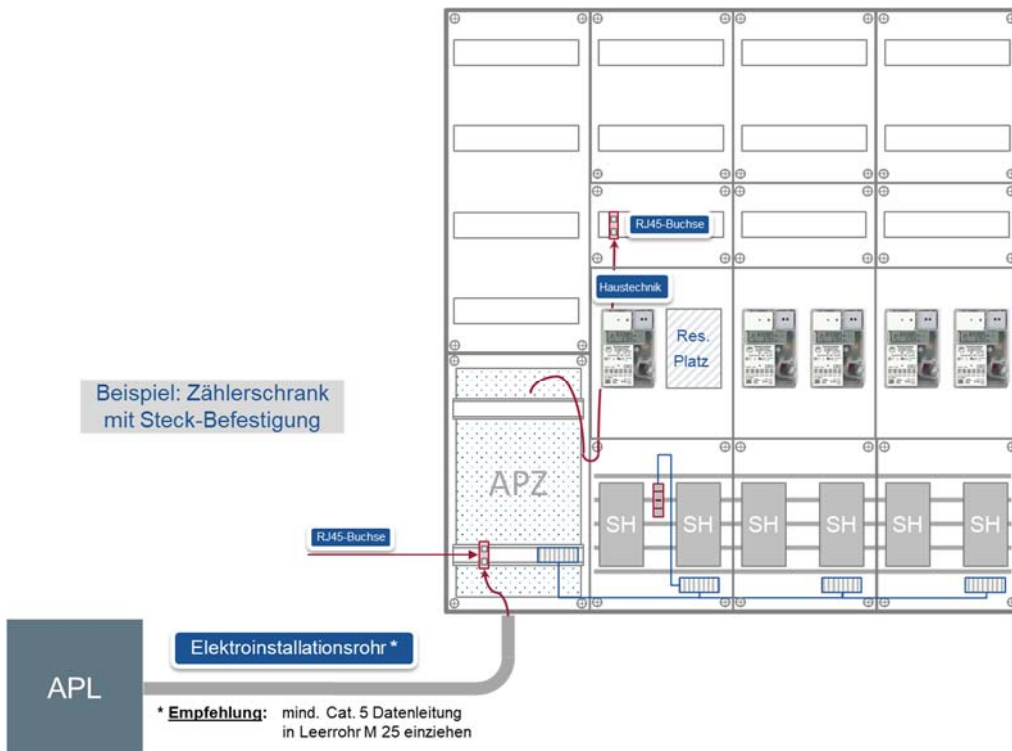 RJ45-Buchse
Haustechnik
Res.
Platz
Beispiel: Zählerschrank
mit Steck-Befestigung
APZ
SH SH SH SH SH SH
RJ45-Buchse
Elektroinstallationsrohr *
APL
* Empfehlung: mind. Cat. 5 Datenleitung
in Leerrohr M 25 einziehen